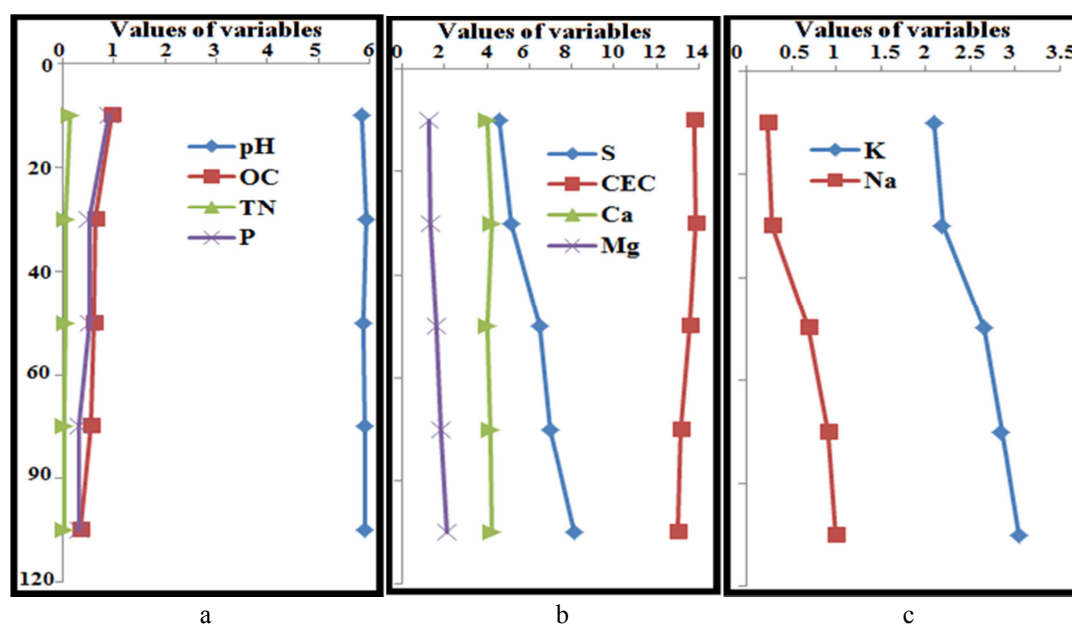 Values of variables
0 1 2 3 4 5 6
0
20
40
60
90
120
pH
OC
TN
P
a
Values of variables
0 2 4 6 8 10 12 14
S
CEC
Ca
Mg
b
Values of variables
0 0.5 1 1.5 2 2.5 3 3.5
K
Na
c